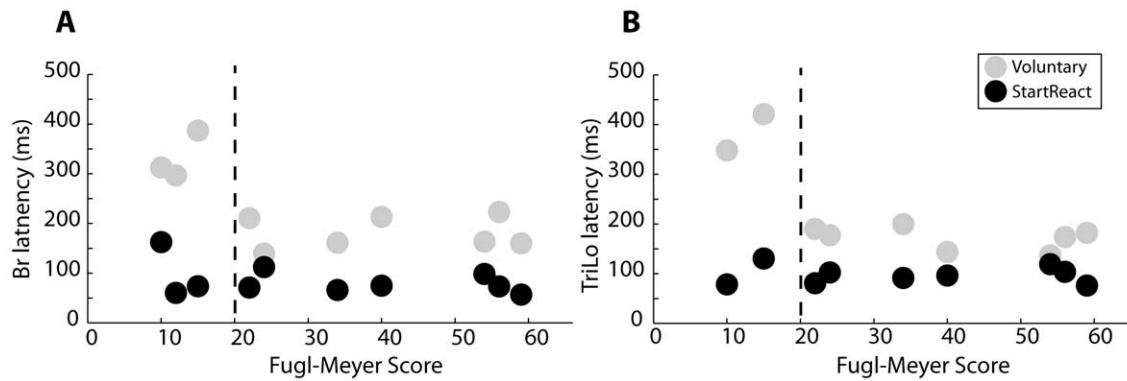 A
Br latnency (ms)
500
400
300
200
100
0
0 10 20 30 40 50 60
Fugl-Meyer Score
B
Voluntary
StartReact
TriLo latency (ms)
500
400
300
200
100
0
0 10 20 30 40 50 60
Fugl-Meyer Score